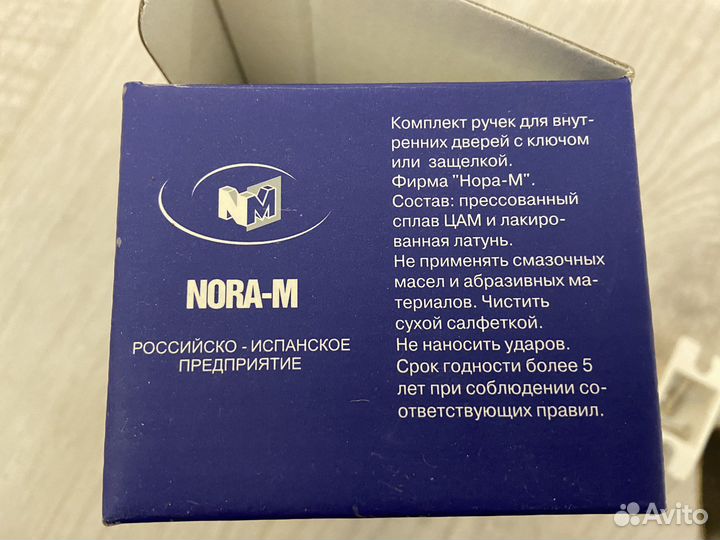 NM
NORA-M
РОССИЙСКО - ИСПАНСКОЕ
ПРЕДПРИЯТИЕ
Комплект ручек для внут-
ренних дверей с ключом
или защелкой.
Фирма "Нора-М".
Состав: прессованный
сплав ЦАМ и лакиро-
ванная латунь.
Не применять смазочных
масел и абразивных ма-
териалов. Чистить
сухой салфеткой.
Не наносить ударов.
Срок годности более 5
лет при соблюдении со-
ответствующих правил.
Avito